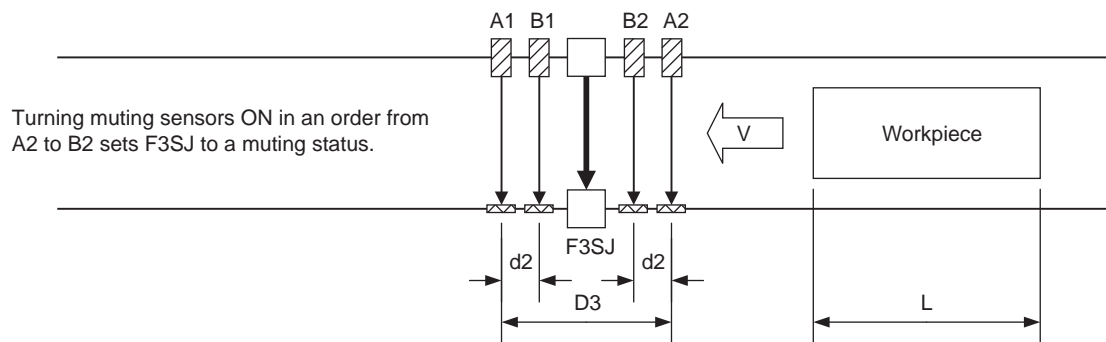 A1 B1 B2 A2
Turning muting sensors ON in an order from
A2 to B2 sets F3SJ to a muting status.
V
Workpiece
F3SJ
d2 d2
D3 L